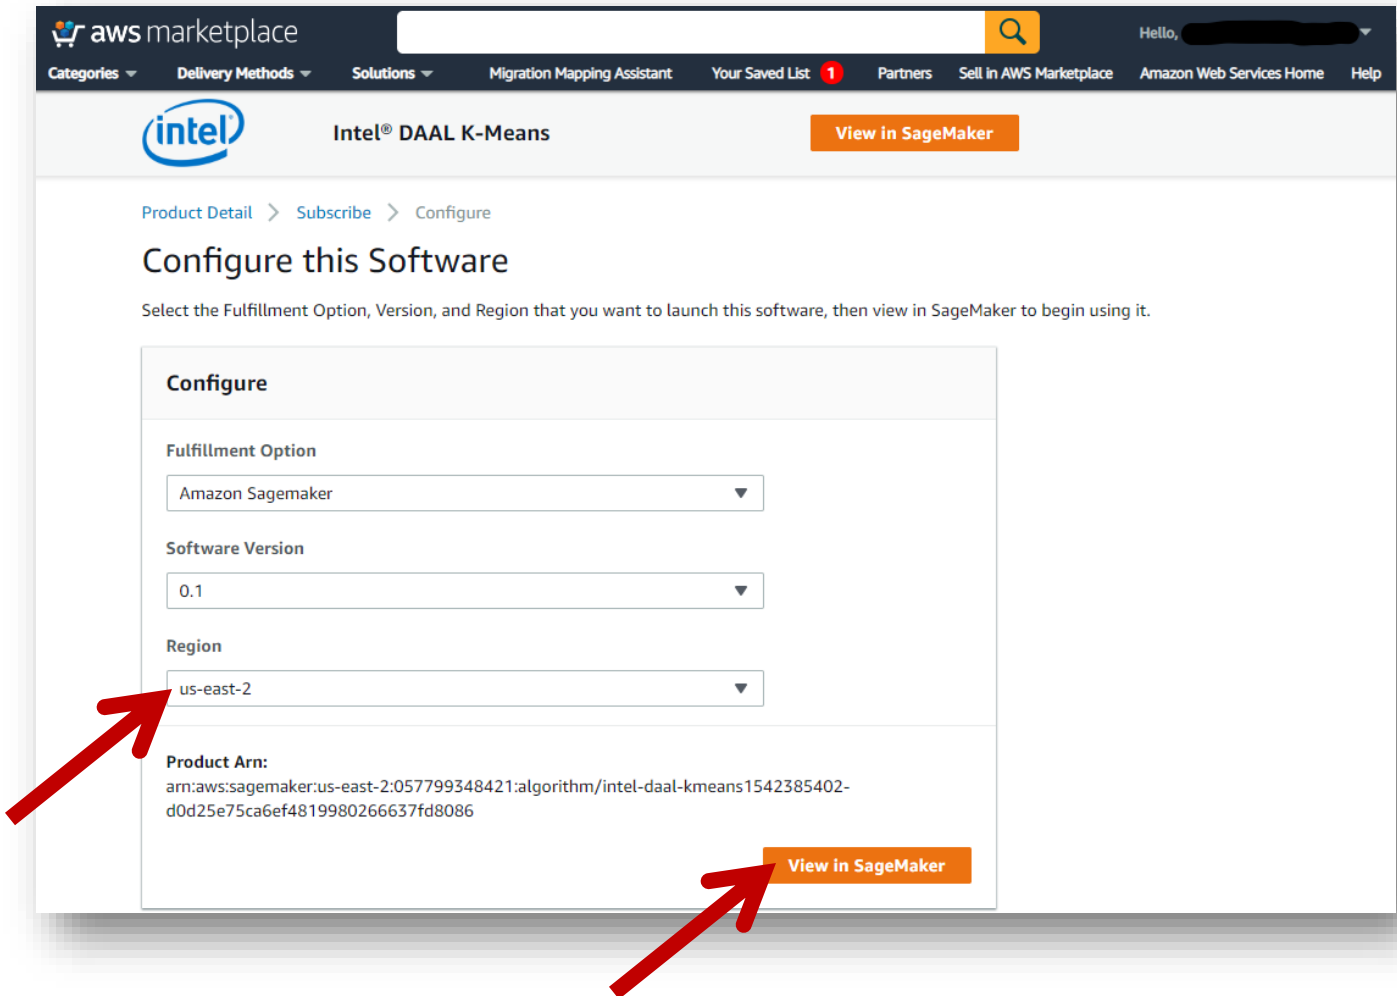 aws marketplace
Hello,
Categories Delivery Methods Solutions Migration Mapping Assistant Your Saved List 1 Partners Sell in AWS Marketplace Amazon Web Services Home Help
intel® Intel® DAAL K-Means View in SageMaker
Product Detail > Subscribe > Configure
Configure this Software
Select the Fulfillment Option, Version, and Region that you want to launch this software, then view in SageMaker to begin using it.
Configure
Fulfillment Option
Amazon Sagemaker
Software Version
0.1
Region
us-east-2
Product Arn:
arn:aws:sagemaker:us-east-2:057799348421:algorithm/intel-daal-kmeans1542385402-
d0d25e75ca6ef4819980266637fd8086
View in SageMaker